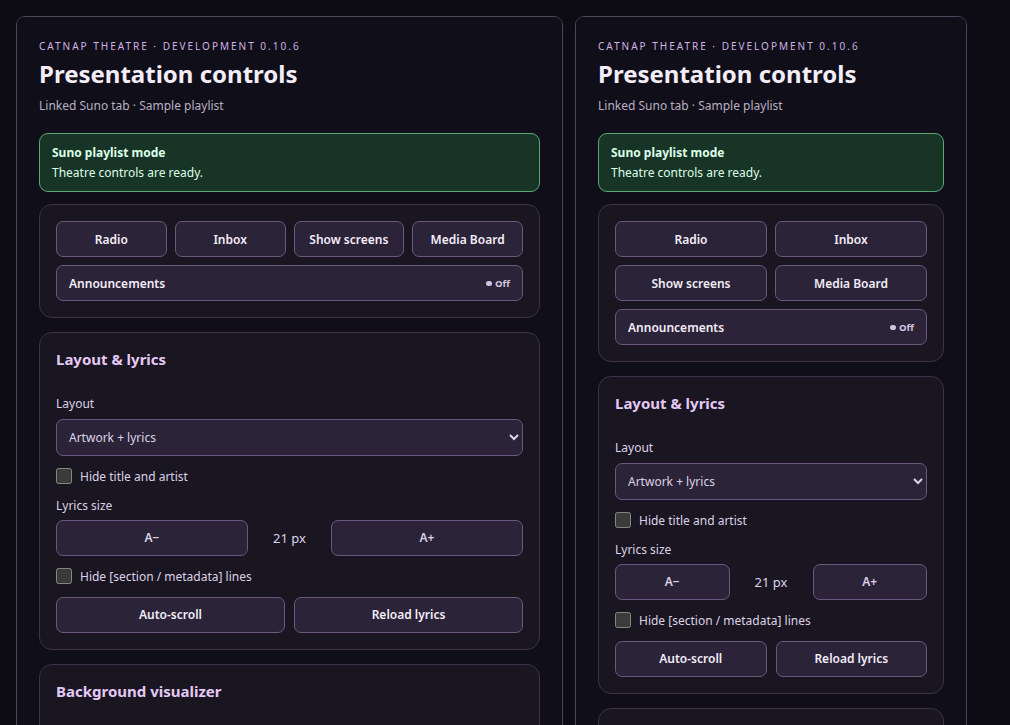 CATNAP THEATRE · DEVELOPMENT 0.10.6
Presentation controls
Linked Suno tab · Sample playlist
Suno playlist mode
Theatre controls are ready.
Radio
Inbox
Show screens
Media Board
Announcements
Off
Layout & lyrics
Layout
Artwork + lyrics
Hide title and artist
Lyrics size
A−
21 px
A+
Hide [section / metadata] lines
Auto-scroll
Reload lyrics
Background visualizer
CATNAP THEATRE · DEVELOPMENT 0.10.6
Presentation controls
Linked Suno tab · Sample playlist
Suno playlist mode
Theatre controls are ready.
Radio
Inbox
Show screens
Media Board
Announcements
Off
Layout & lyrics
Layout
Artwork + lyrics
Hide title and artist
Lyrics size
A−
21 px
A+
Hide [section / metadata] lines
Auto-scroll
Reload lyrics